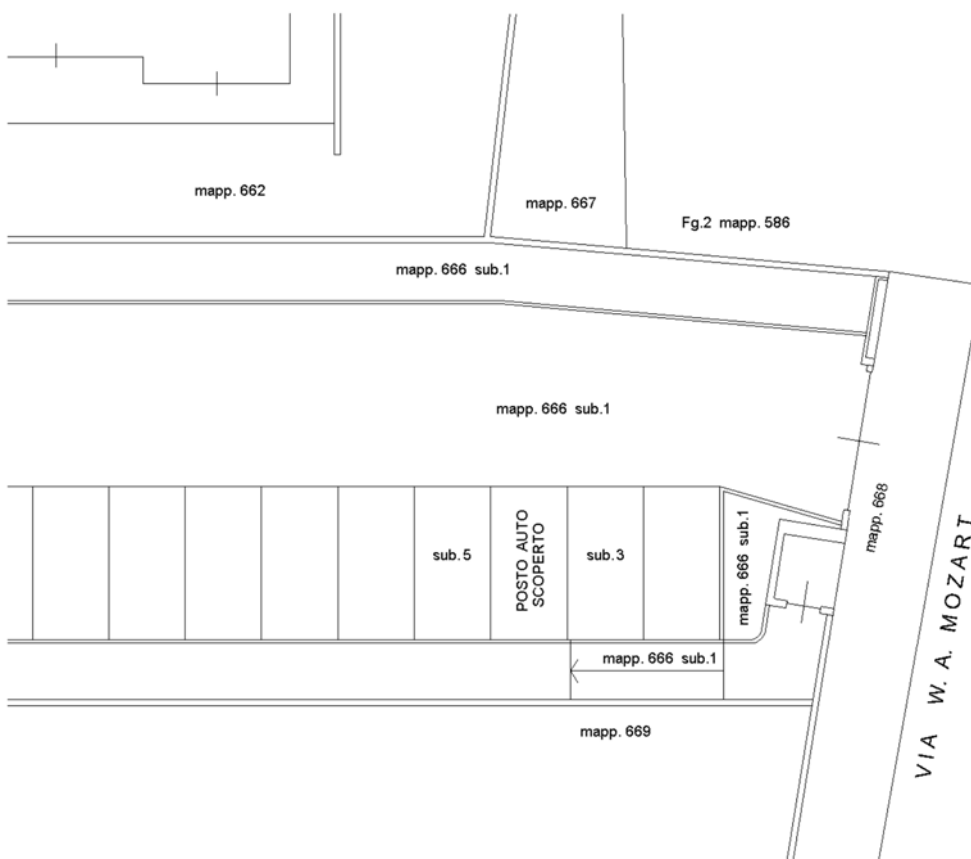 mapp. 662
mapp. 667
Fg.2 mapp. 586
mapp. 666 sub.1
mapp. 666 sub.1
mapp. 668
sub.5
POSTO AUTO
SCOPERTO
sub.3
mapp. 666 sub.1
mapp. 666 sub.1
mapp. 669
VIA W. A. MOZART